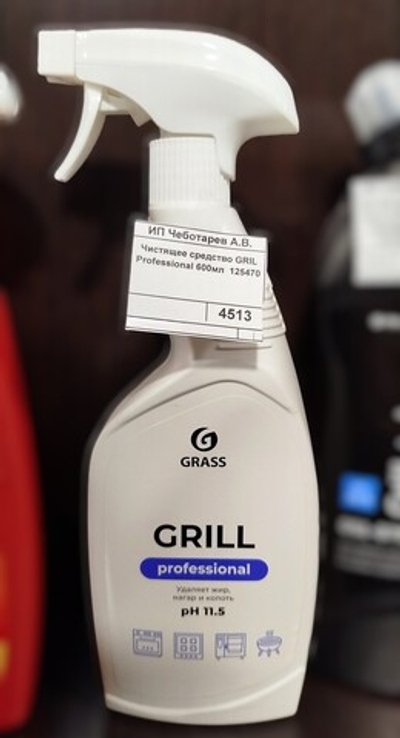 ИП Чеботарев А.В.
Чистящее средство GRIL
Professional 600мл 125470
4513
GRASS
GRILL
professional
Удаляет жир,
нагар и копоть
pH 11.5